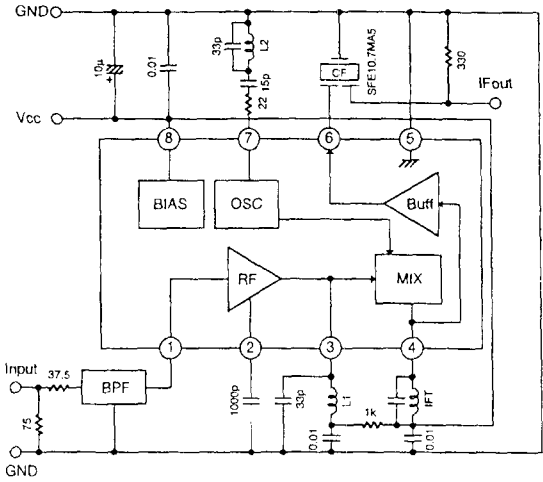 GND
33p
L2
10µ
+
0.01
15p
22
CF
SFE10.7MA5
330
IFout
Vcc
8
7
6
5
BIAS
OSC
Buff
RF
MIX
1
2
3
4
Input
37.5
BPF
75
1000p
33p
L1
1k
IFT
0.01
0.01
GND